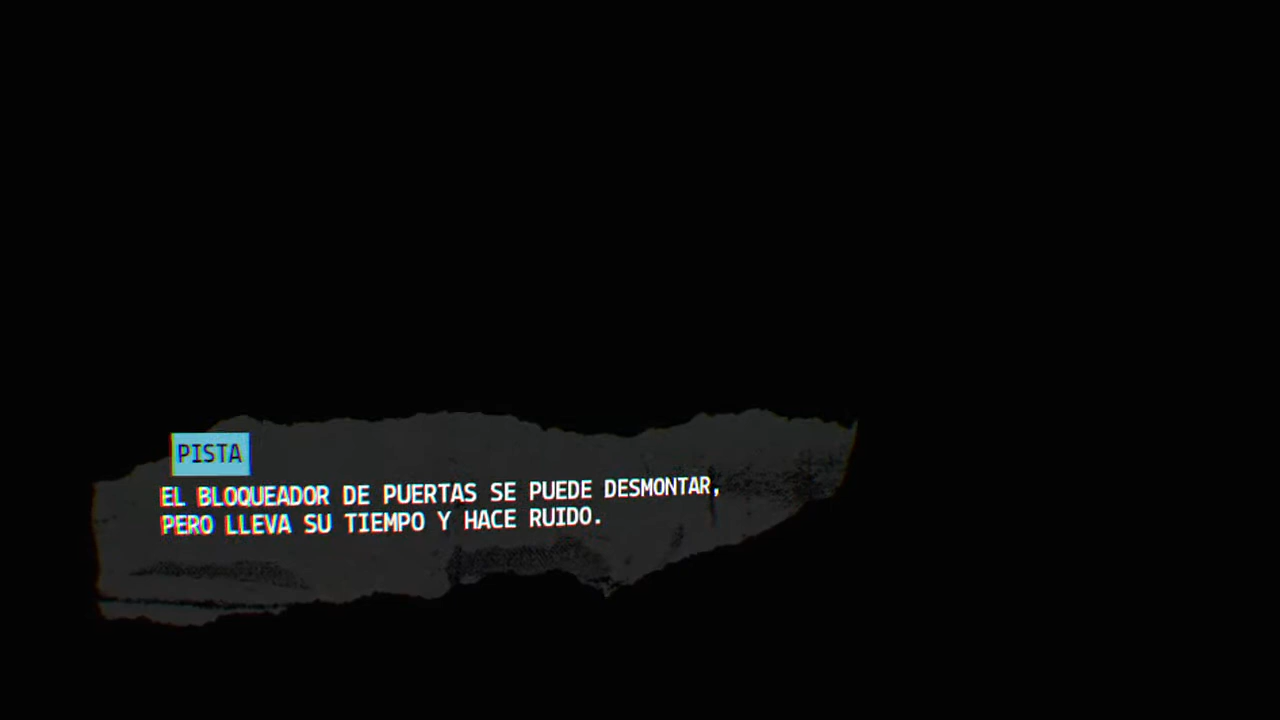 PISTA
EL BLOQUEADOR DE PUERTAS SE PUEDE DESMONTAR,
PERO LLEVA SU TIEMPO Y HACE RUIDO.